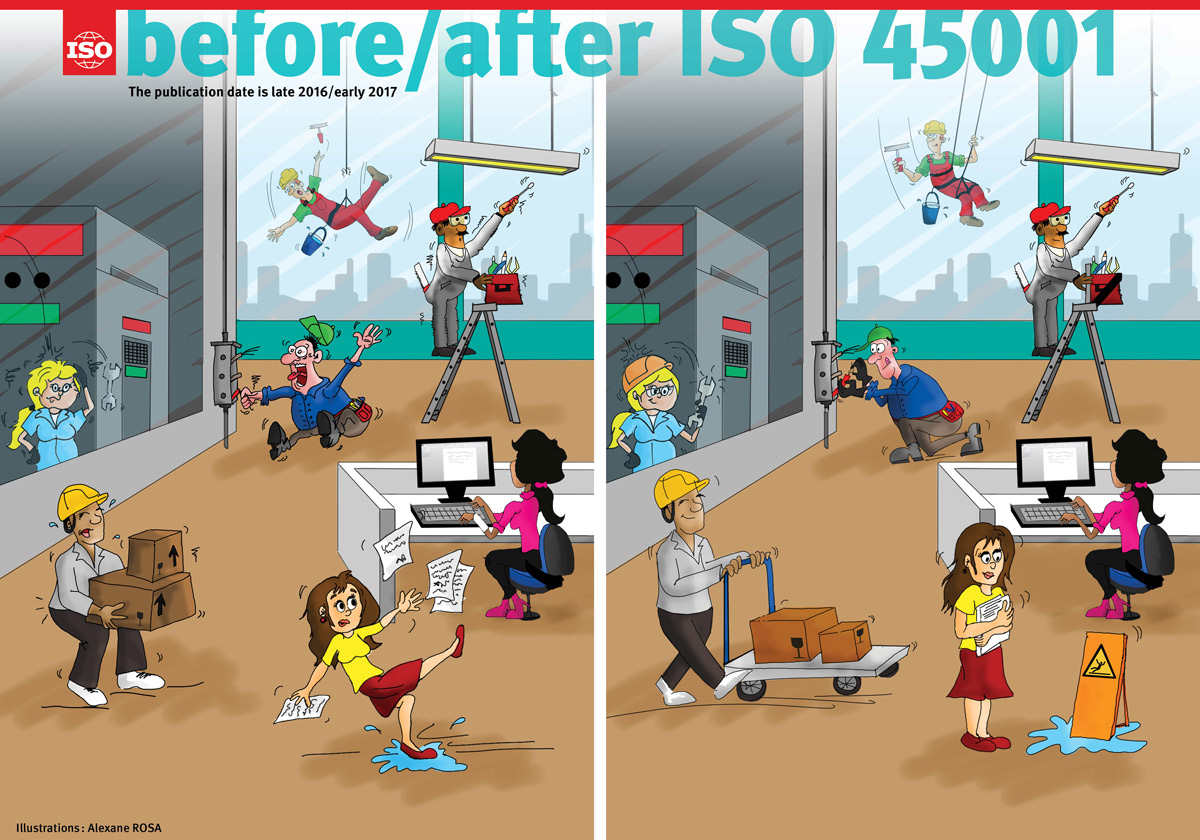 ISO
before/after ISO 45001
The publication date is late 2016/early 2017
Illustrations : Alexane ROSA